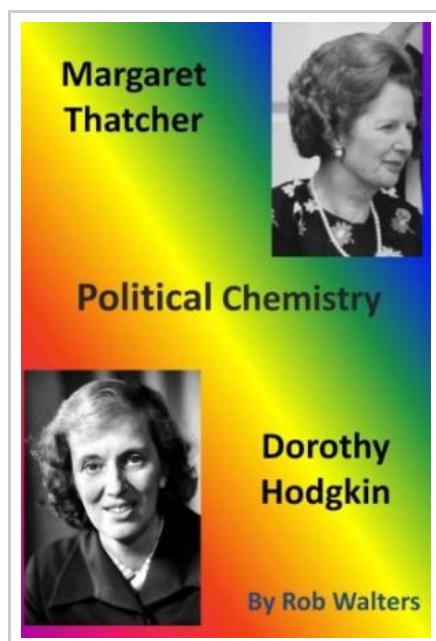 Margaret
Thatcher
Political Chemistry
Dorothy
Hodgkin
By Rob Walters